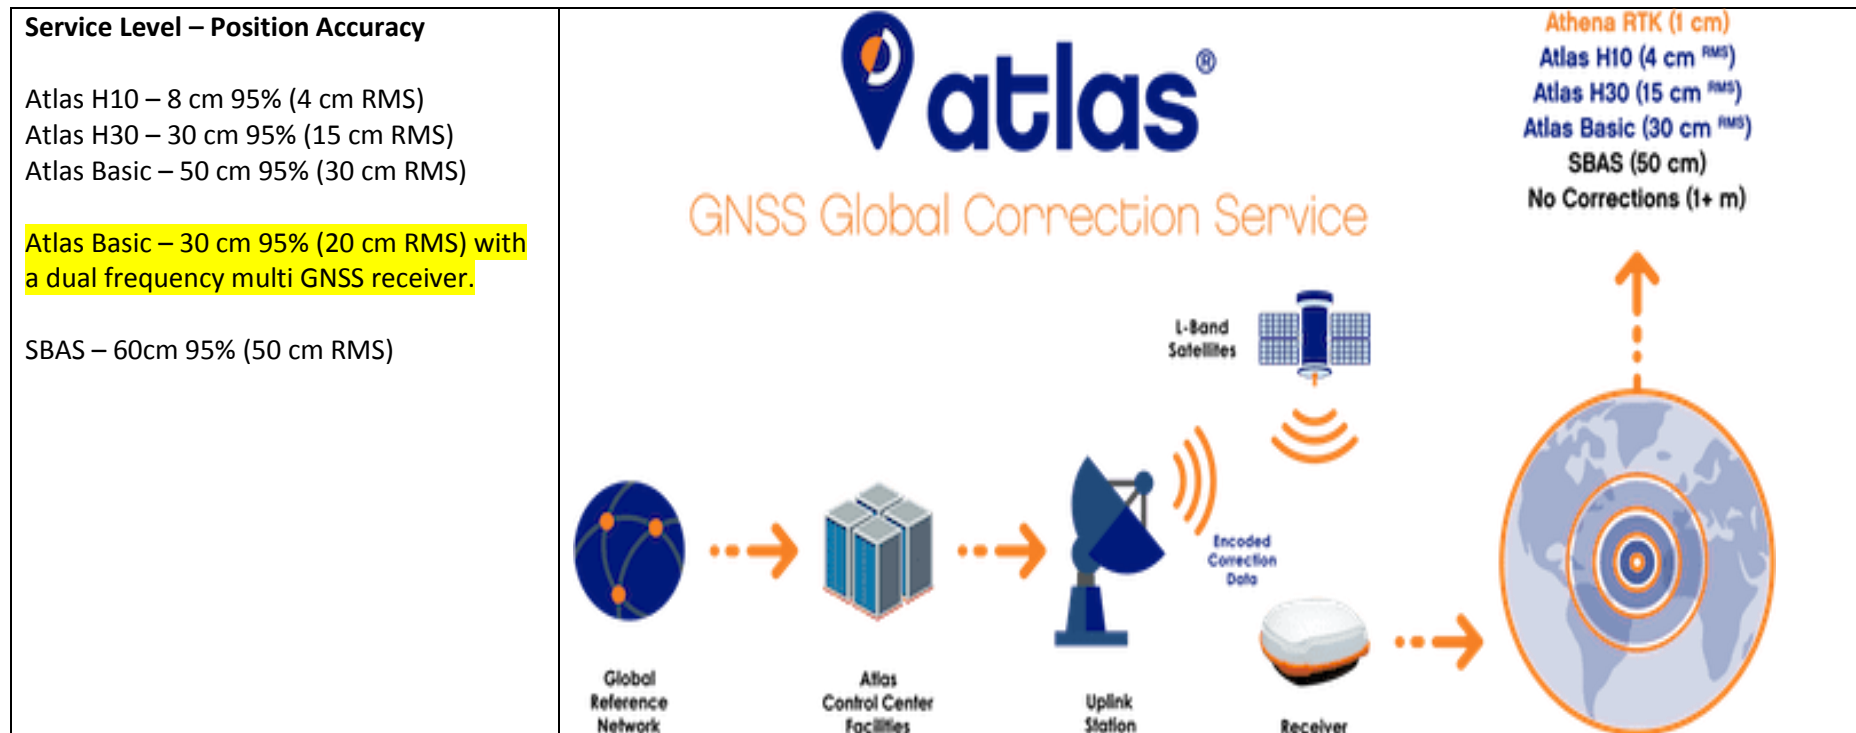 Service Level – Position Accuracy
Atlas H10 – 8 cm 95% (4 cm RMS)
Atlas H30 – 30 cm 95% (15 cm RMS)
Atlas Basic – 50 cm 95% (30 cm RMS)
Atlas Basic – 30 cm 95% (20 cm RMS) with
a dual frequency multi GNSS receiver.
SBAS – 60cm 95% (50 cm RMS)
atlas®
GNSS Global Correction Service
Athena RTK (1 cm)
Atlas H10 (4 cm RMS)
Atlas H30 (15 cm RMS)
Atlas Basic (30 cm RMS)
SBAS (50 cm)
No Corrections (1+ m)
L-Band
Satellites
Encoded
Correction
Data
Global
Reference
Network
Atlas
Control Center
Facilities
Uplink
Station
Receiver